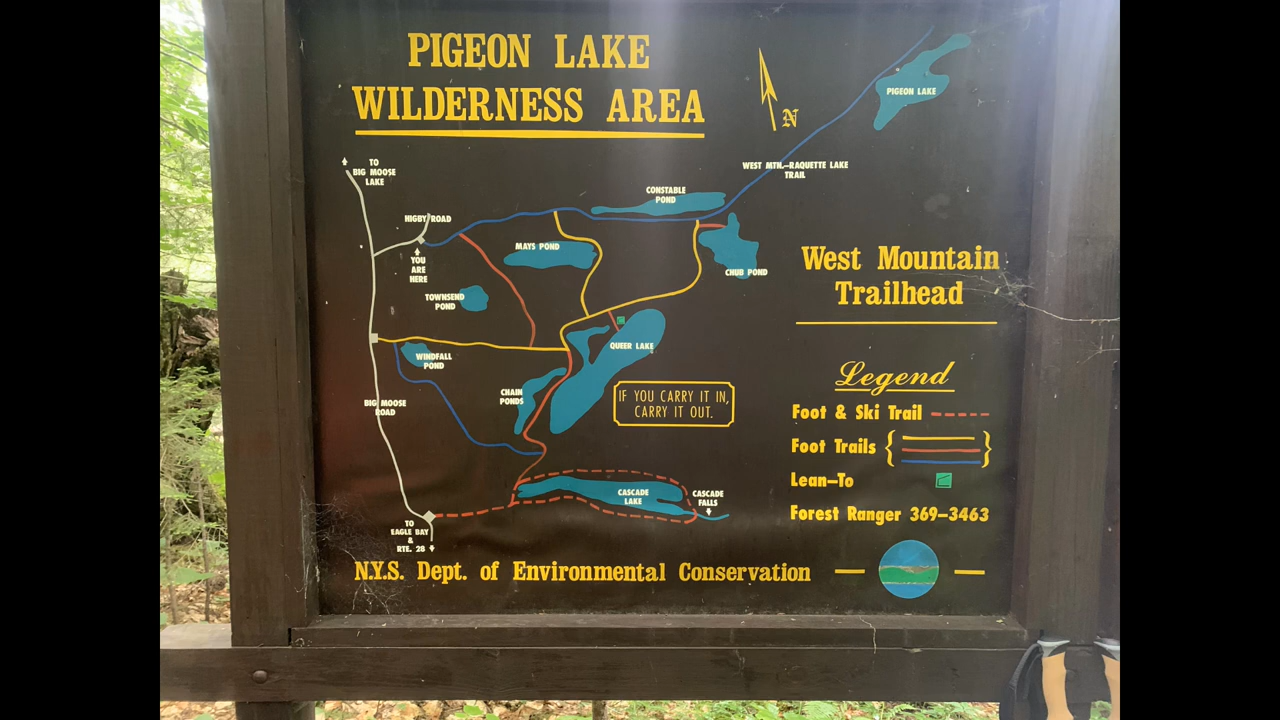 PIGEON LAKE
WILDERNESS AREA
N
PIGEON LAKE
WEST MTN.–RAQUETTE LAKE
TRAIL
TO
BIG MOOSE
LAKE
CONSTABLE
POND
HIGBY ROAD
MAYS POND
YOU
ARE
HERE
CHUB POND
TOWNSEND
POND
West Mountain
Trailhead
QUEER LAKE
WINDFALL
POND
CHAIN
PONDS
IF YOU CARRY IT IN,
CARRY IT OUT.
BIG MOOSE
ROAD
Legend
Foot & Ski Trail
Foot Trails
Lean–To
Forest Ranger 369–3463
CASCADE
LAKE
CASCADE
FALLS
TO
EAGLE BAY
&
RTE. 28
N.Y.S. Dept. of Environmental Conservation